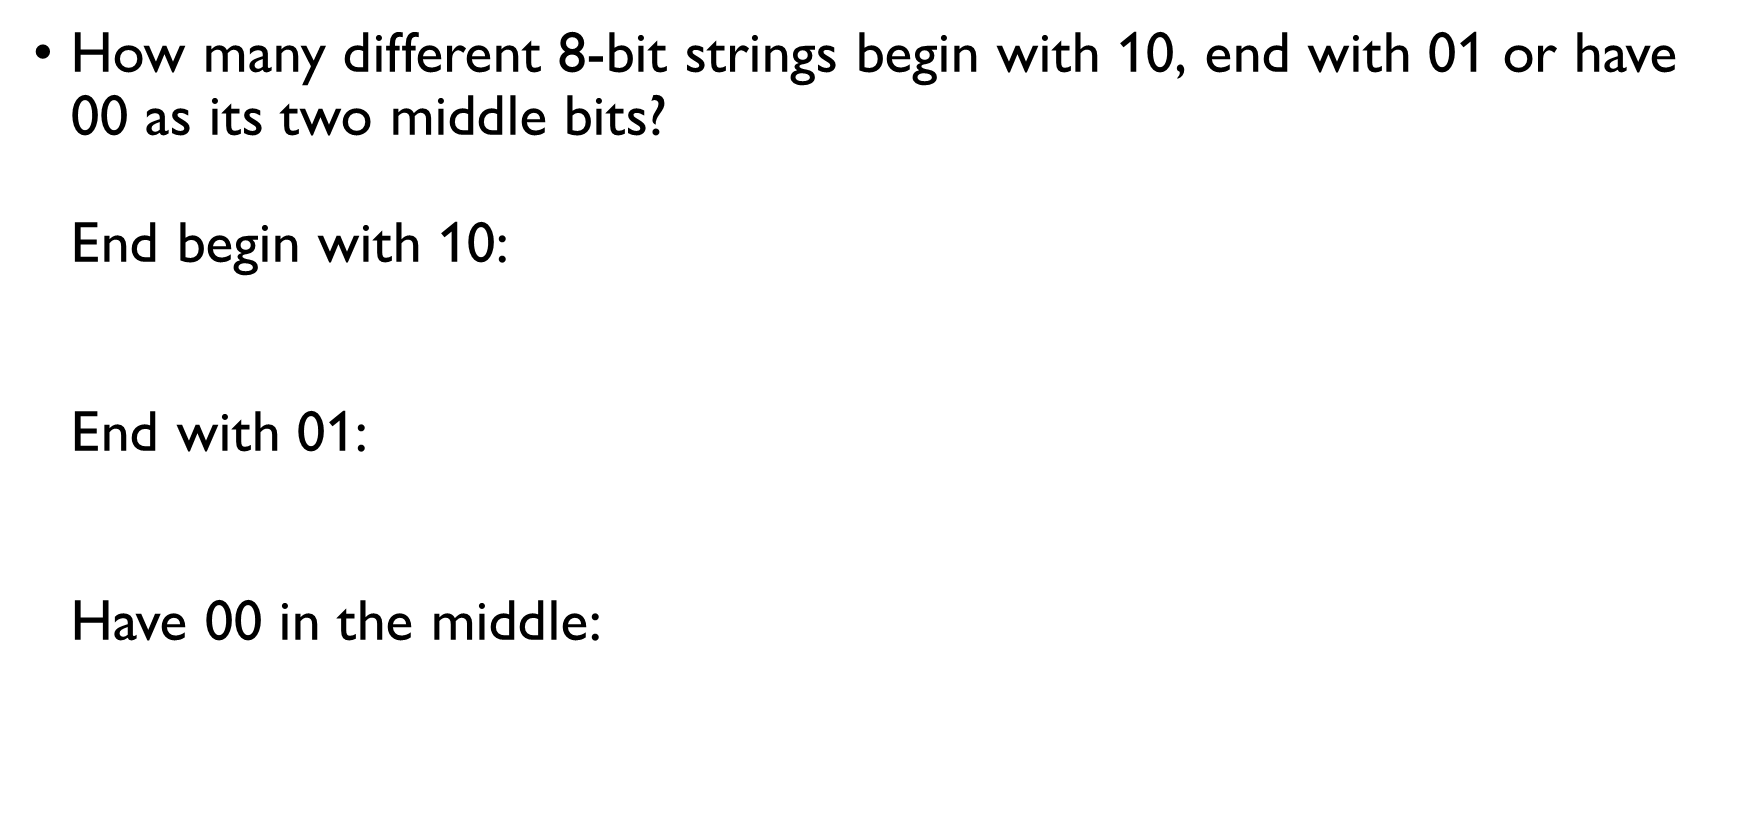 • How many different 8-bit strings begin with 10, end with 01 or have
00 as its two middle bits?
End begin with 10:
End with 01:
Have 00 in the middle: